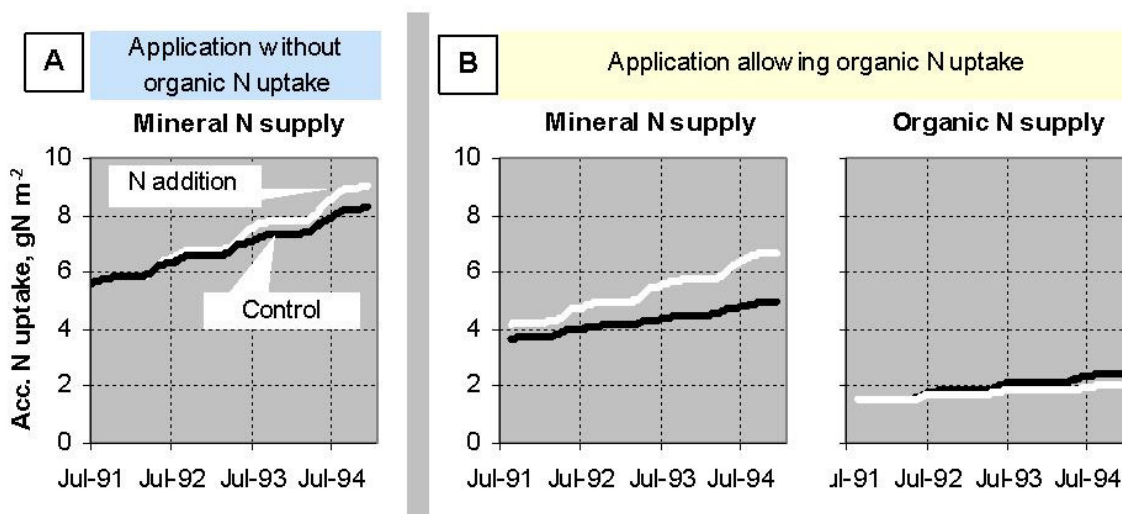 A
Application without
organic N uptake
B
Application allowing organic N uptake
Mineral N supply
Mineral N supply
Organic N supply
Acc. N uptake, gN m-2
10
8
6
4
2
0
N addition
Control
Jul-91 Jul-92 Jul-93 Jul-94
10
8
6
4
2
0
Jul-91 Jul-92 Jul-93 Jul-94
Jul-91 Jul-92 Jul-93 Jul-94